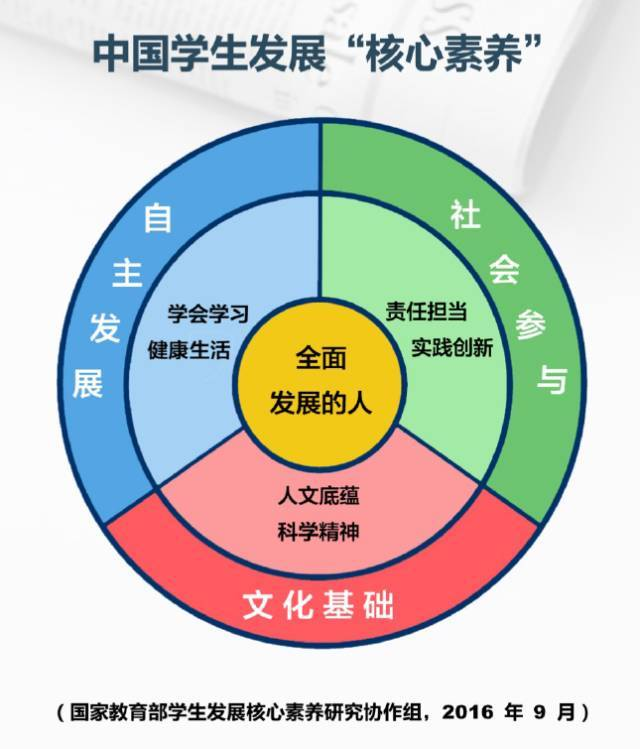 中国学生发展“核心素养”
自主发展
社会参与
学会学习
健康生活
责任担当
实践创新
全面
发展的人
人文底蕴
科学精神
文化基础
（国家教育部学生发展核心素养研究协作组，2016 年 9 月）